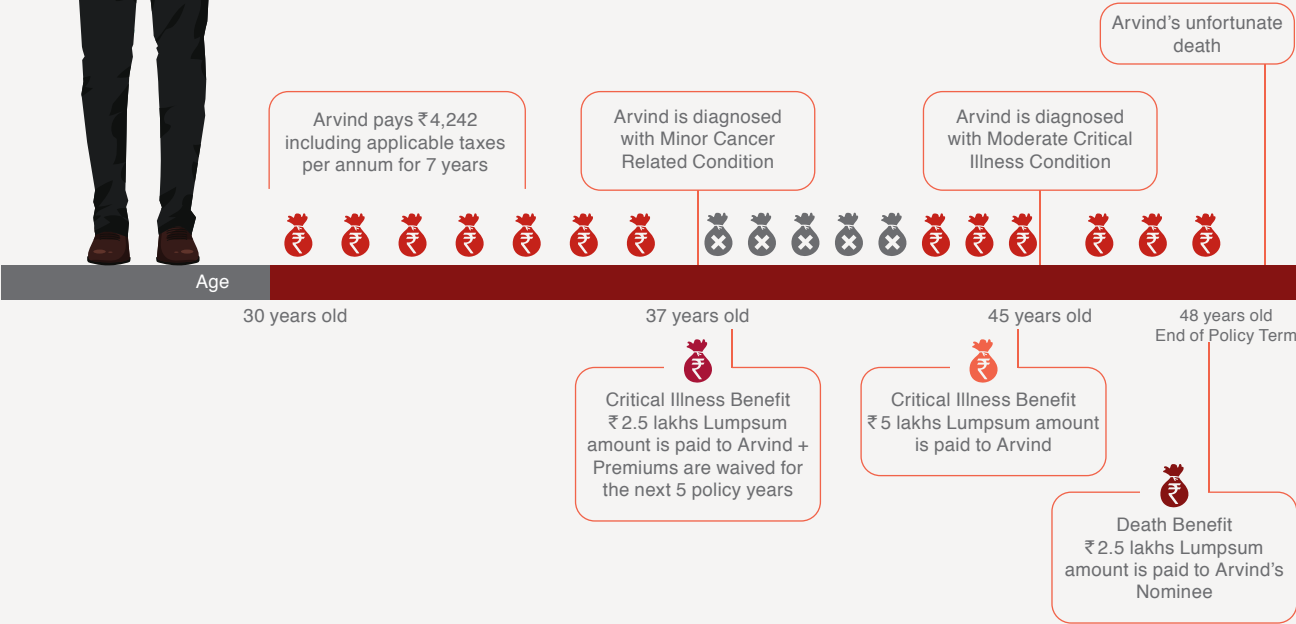 Arvind's unfortunate
death
Arvind pays ₹4,242
including applicable taxes
per annum for 7 years
Arvind is diagnosed
with Minor Cancer
Related Condition
Arvind is diagnosed
with Moderate Critical
Illness Condition
Age
30 years old
37 years old
45 years old
48 years old
End of Policy Term
Critical Illness Benefit
₹2.5 lakhs Lumpsum
amount is paid to Arvind +
Premiums are waived for
the next 5 policy years
Critical Illness Benefit
₹5 lakhs Lumpsum amount
is paid to Arvind
Death Benefit
₹2.5 lakhs Lumpsum
amount is paid to Arvind's
Nominee